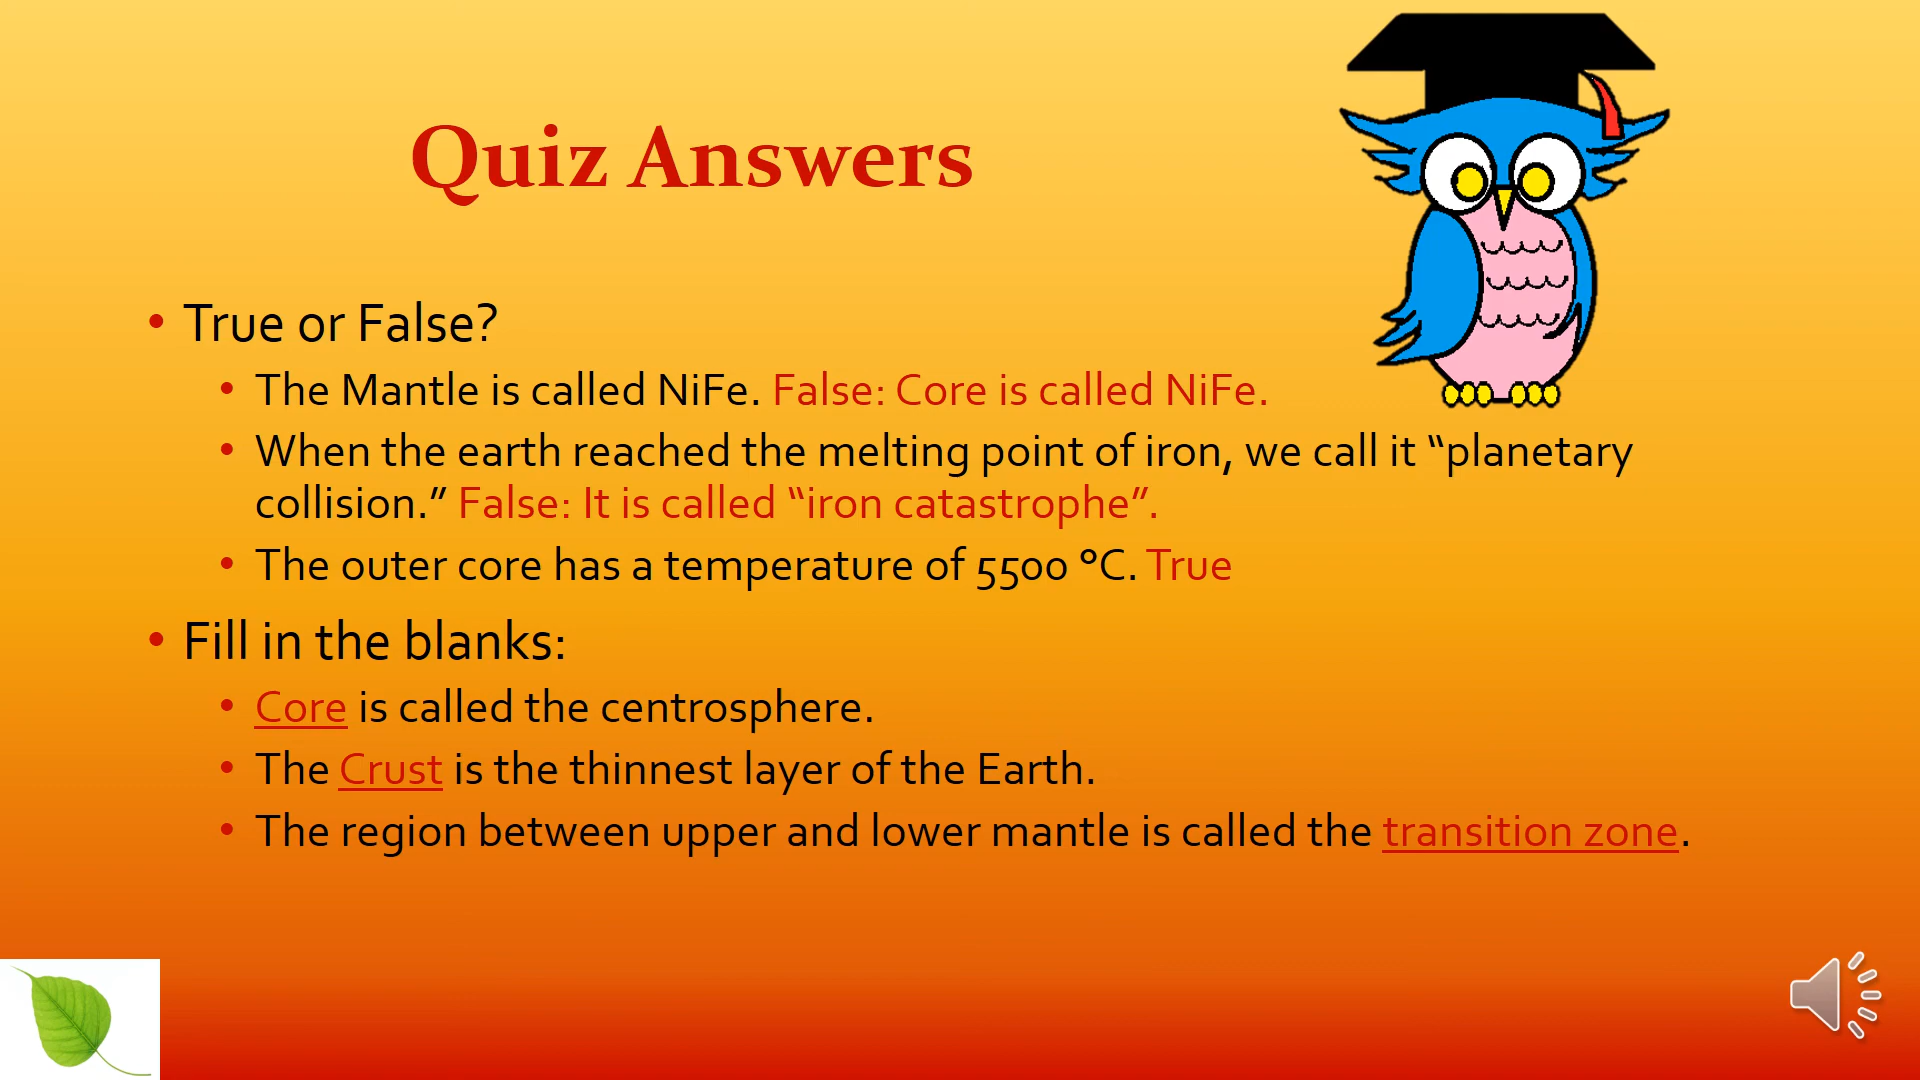 Quiz Answers
• True or False?
• The Mantle is called NiFe. False: Core is called NiFe.
• When the earth reached the melting point of iron, we call it “planetary
collision.” False: It is called “iron catastrophe”.
• The outer core has a temperature of 5500 °C. True
• Fill in the blanks:
• Core is called the centrosphere.
• The Crust is the thinnest layer of the Earth.
• The region between upper and lower mantle is called the transition zone.